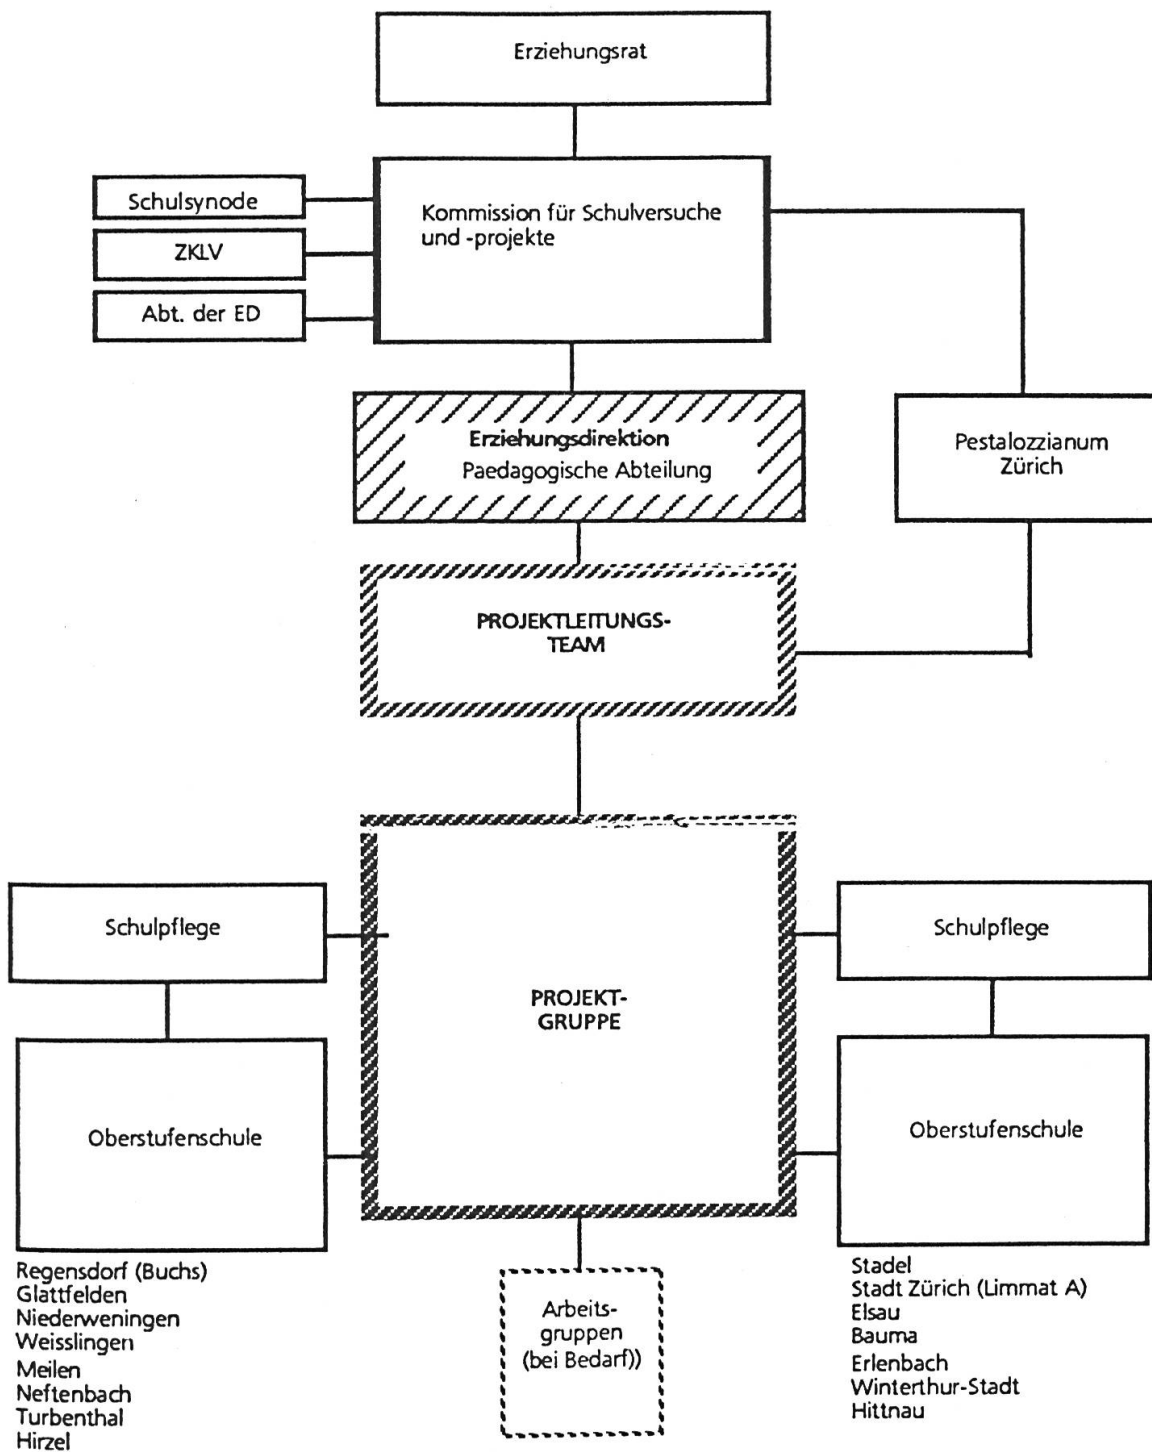 Erziehungsrat
Schulsynode
ZKLV
Abt. der ED
Kommission für Schulversuche
und -projekte
Erziehungsdirektion
Paedagogische Abteilung
Pestalozzianum
Zürich
PROJEKTLEITUNGS-
TEAM
Schulpflege
Oberstufenschule
Regensdorf (Buchs)
Glattfelden
Niederweningen
Weisslingen
Meilen
Neftenbach
Turbenthal
Hirzel
PROJEKT-
GRUPPE
Arbeits-
gruppen
(bei Bedarf))
Schulpflege
Oberstufenschule
Stadel
Stadt Zürich (Limmat A)
Elsau
Bauma
Erlenbach
Winterthur-Stadt
Hittnau